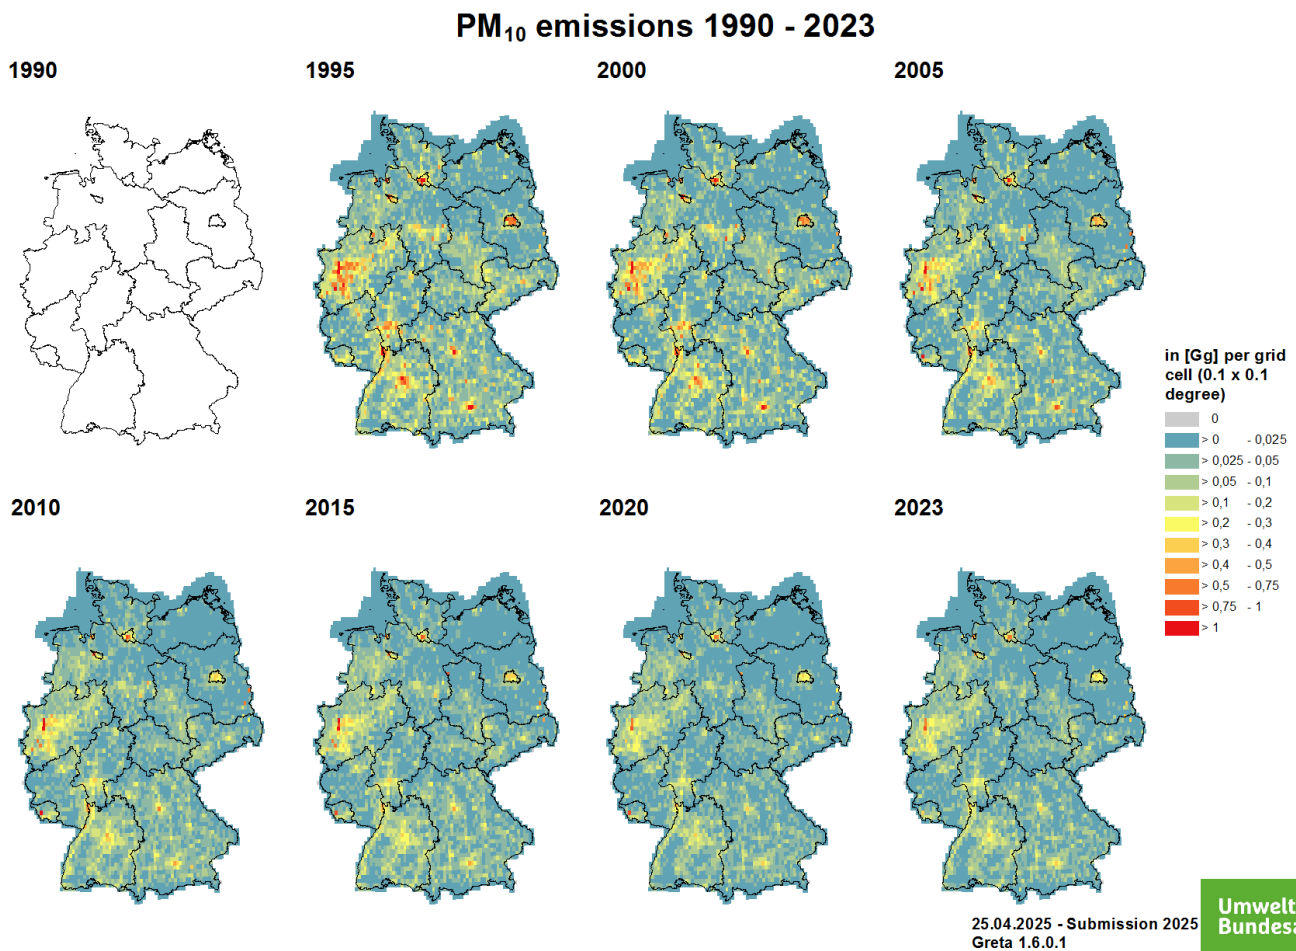 PM₁₀ emissions 1990 - 2023
1990
1995
2000
2005
in [Gg] per grid
cell (0.1 x 0.1
degree)
0
> 0 - 0,025
> 0,025 - 0,05
> 0,05 - 0,1
> 0,1 - 0,2
> 0,2 - 0,3
> 0,3 - 0,4
> 0,4 - 0,5
> 0,5 - 0,75
> 0,75 - 1
> 1
2010
2015
2020
2023
25.04.2025 - Submission 2025
Greta 1.6.0.1
Umwelt
Bundesa